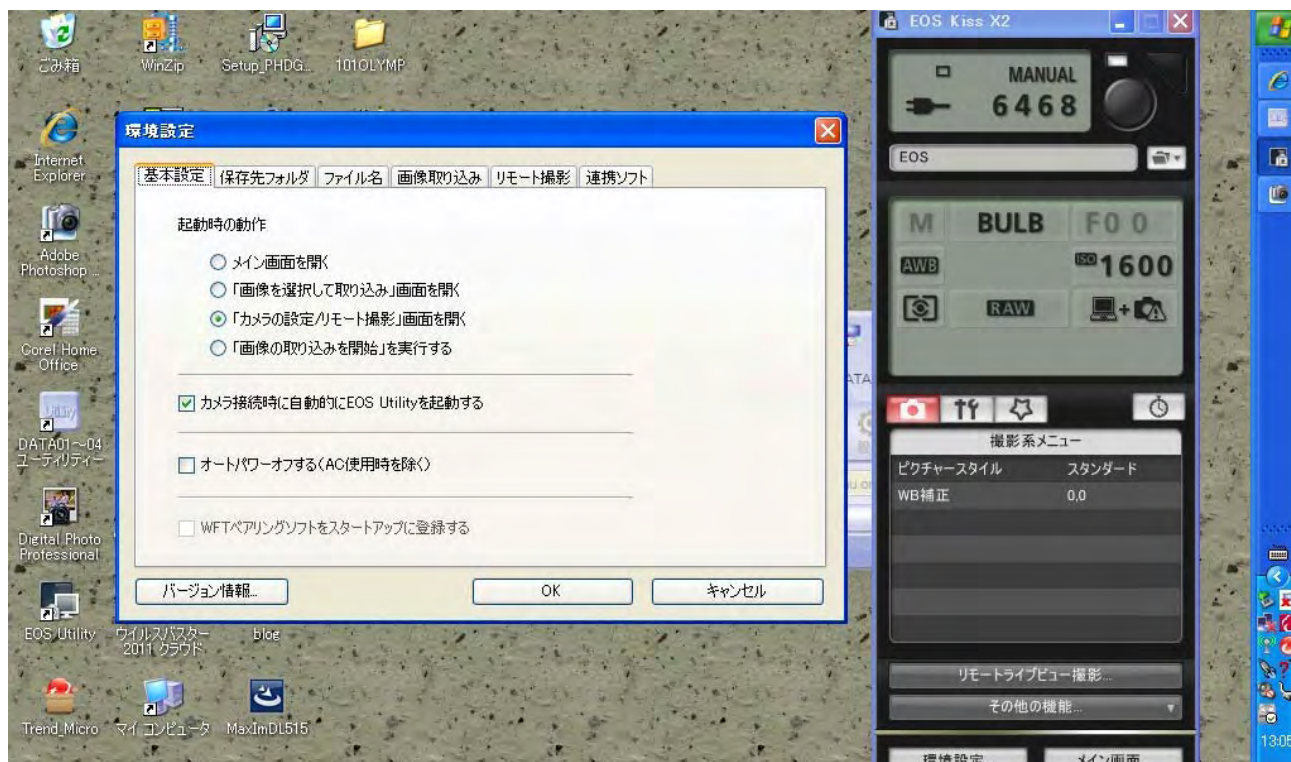 ごみ箱
WinZip
Setup_PHDG...
101OLYMP
Internet
Explorer
Adobe
Photoshop ...
Corel Home
Office
DATA01～04
ユーティリティー
Digital Photo
Professional
EOS Utility
ウイルスバスター
2011 クラウド
blog
Trend_Micro
マイ コンピュータ
MaxImDL515
環境設定
基本設定
保存先フォルダ
ファイル名
画像取り込み
リモート撮影
連携ソフト
起動時の動作
メイン画面を開く
「画像を選択して取り込み」画面を開く
「カメラの設定/リモート撮影」画面を開く
「画像の取り込みを開始」を実行する
カメラ接続時に自動的にEOS Utilityを起動する
オートパワーオフする(AC使用時を除く)
WFTペアリングソフトをスタートアップに登録する
バージョン情報...
OK
キャンセル
EOS Kiss X2
MANUAL
6468
EOS
M
BULB
F0 0
AWB
ISO 1600
RAW
撮影系メニュー
ピクチャースタイル
スタンダード
WB補正
0,0
リモートライブビュー撮影...
その他の機能...
環境設定
メイン画面
13:05